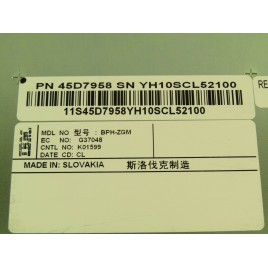 PN 45D7958 SN YH10SCL52100
RE
11S45D7958YH10SCL52100
MDL NO 型号: BPH-ZGM
EC NO: G37048
CNTL NO: K01599
DATE CD: CL
MADE IN: SLOVAKIA 斯洛伐克制造